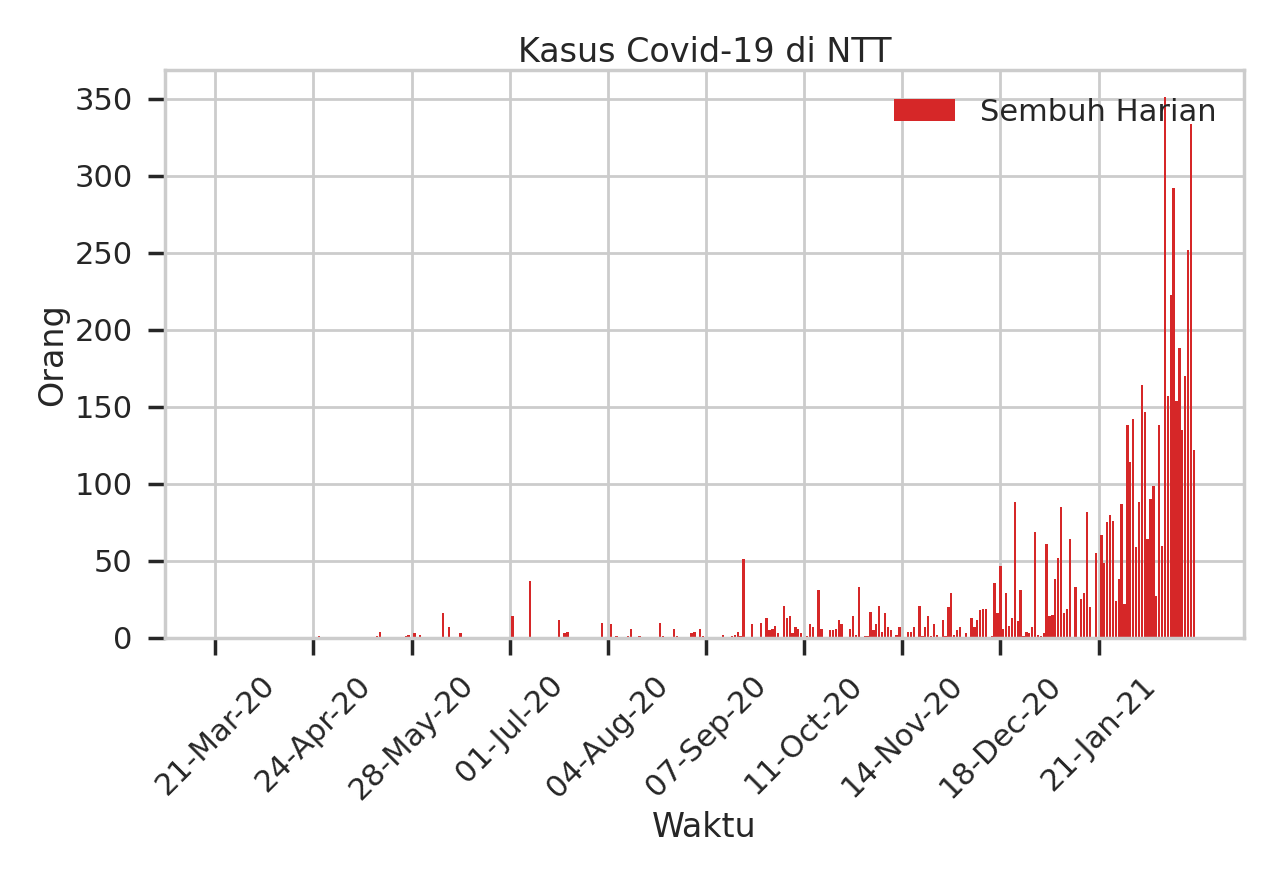 Kasus Covid-19 di NTT
Sembuh Harian
Orang
350
300
250
200
150
100
50
0
21-Mar-20
24-Apr-20
28-May-20
01-Jul-20
04-Aug-20
07-Sep-20
11-Oct-20
14-Nov-20
18-Dec-20
21-Jan-21
Waktu